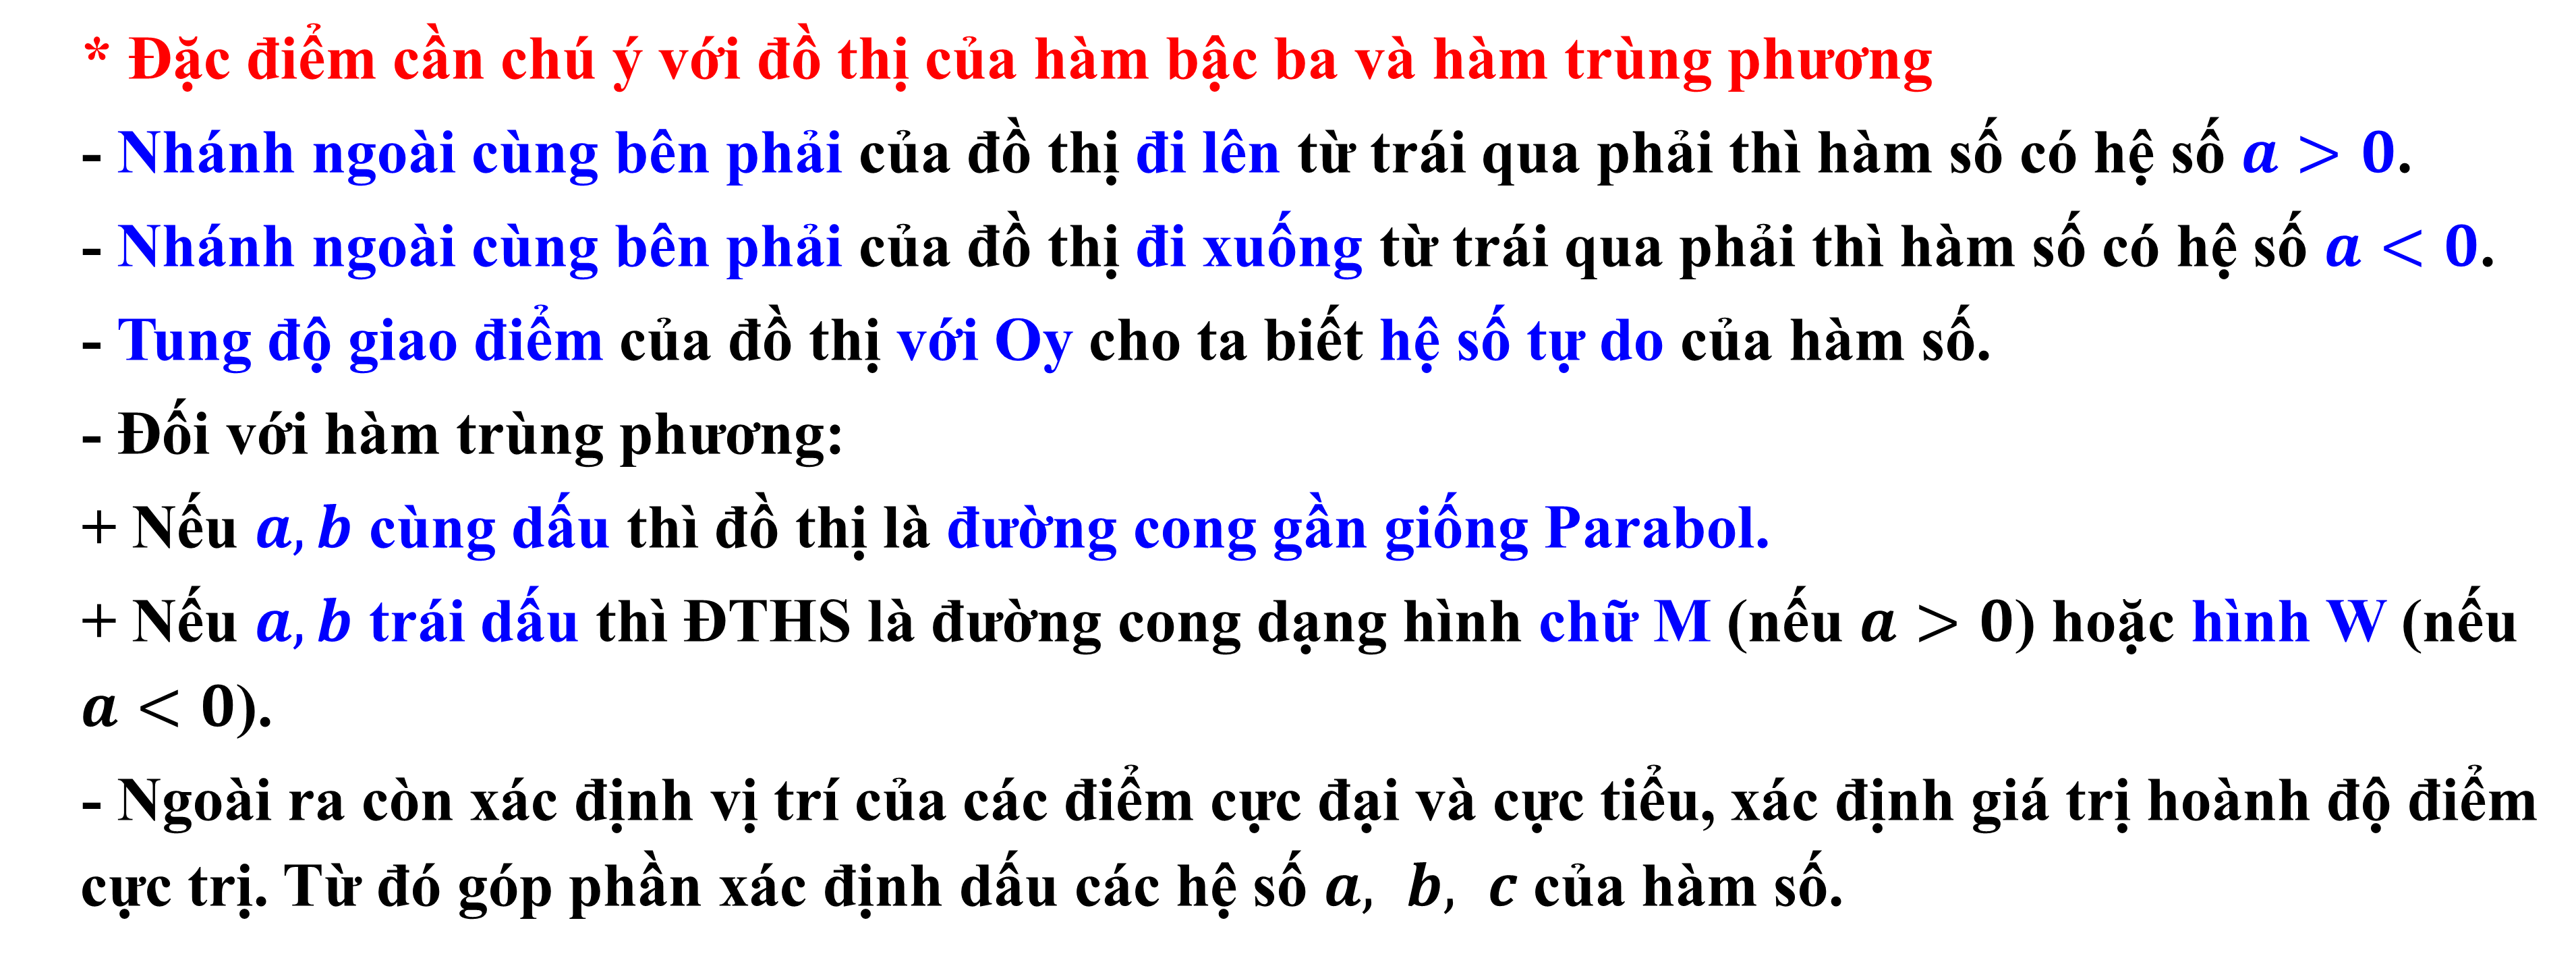 * Đặc điểm cần chú ý với đồ thị của hàm bậc ba và hàm trùng phương
- Nhánh ngoài cùng bên phải của đồ thị đi lên từ trái qua phải thì hàm số có hệ số a > 0.
- Nhánh ngoài cùng bên phải của đồ thị đi xuống từ trái qua phải thì hàm số có hệ số a < 0.
- Tung độ giao điểm của đồ thị với Oy cho ta biết hệ số tự do của hàm số.
- Đối với hàm trùng phương:
+ Nếu a, b cùng dấu thì đồ thị là đường cong gần giống Parabol.
+ Nếu a, b trái dấu thì ĐTHS là đường cong dạng hình chữ M (nếu a > 0) hoặc hình W (nếu
a < 0).
- Ngoài ra còn xác định vị trí của các điểm cực đại và cực tiểu, xác định giá trị hoành độ điểm
cực trị. Từ đó góp phần xác định dấu các hệ số a, b, c của hàm số.